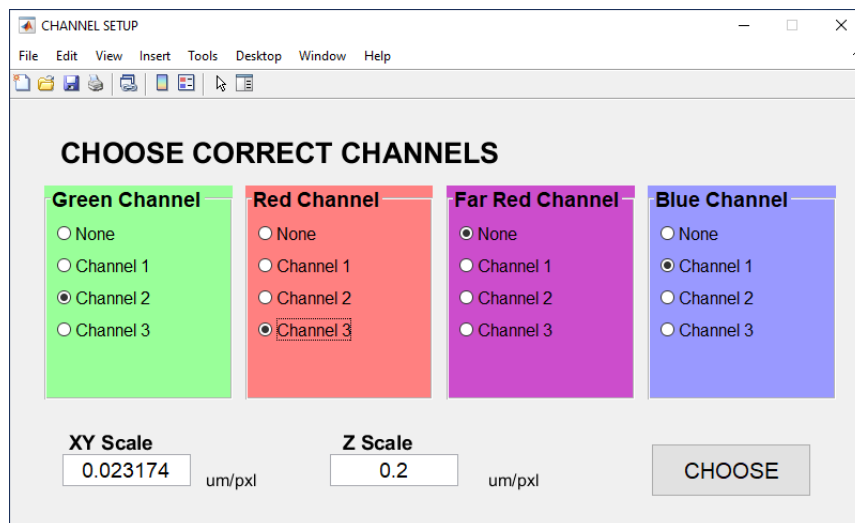 CHANNEL SETUP
File Edit View Insert Tools Desktop Window Help
CHOOSE CORRECT CHANNELS
Green Channel
None
Channel 1
Channel 2
Channel 3
Red Channel
None
Channel 1
Channel 2
Channel 3
Far Red Channel
None
Channel 1
Channel 2
Channel 3
Blue Channel
None
Channel 1
Channel 2
Channel 3
XY Scale
0.023174 um/pxl
Z Scale
0.2 um/pxl
CHOOSE